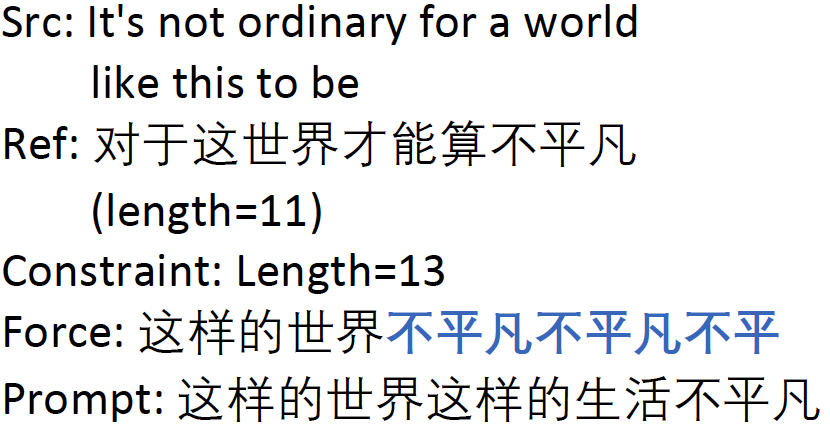 Src: It's not ordinary for a world
like this to be
Ref: 对于这世界才能算不平凡
(length=11)
Constraint: Length=13
Force: 这样的世界不平凡不平凡不平
Prompt: 这样的世界这样的生活不平凡